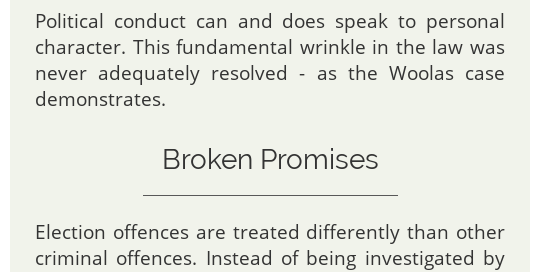 Political conduct can and does speak to personal
character. This fundamental wrinkle in the law was
never adequately resolved - as the Woolas case
demonstrates.
Broken Promises
Election offences are treated differently than other
criminal offences. Instead of being investigated by